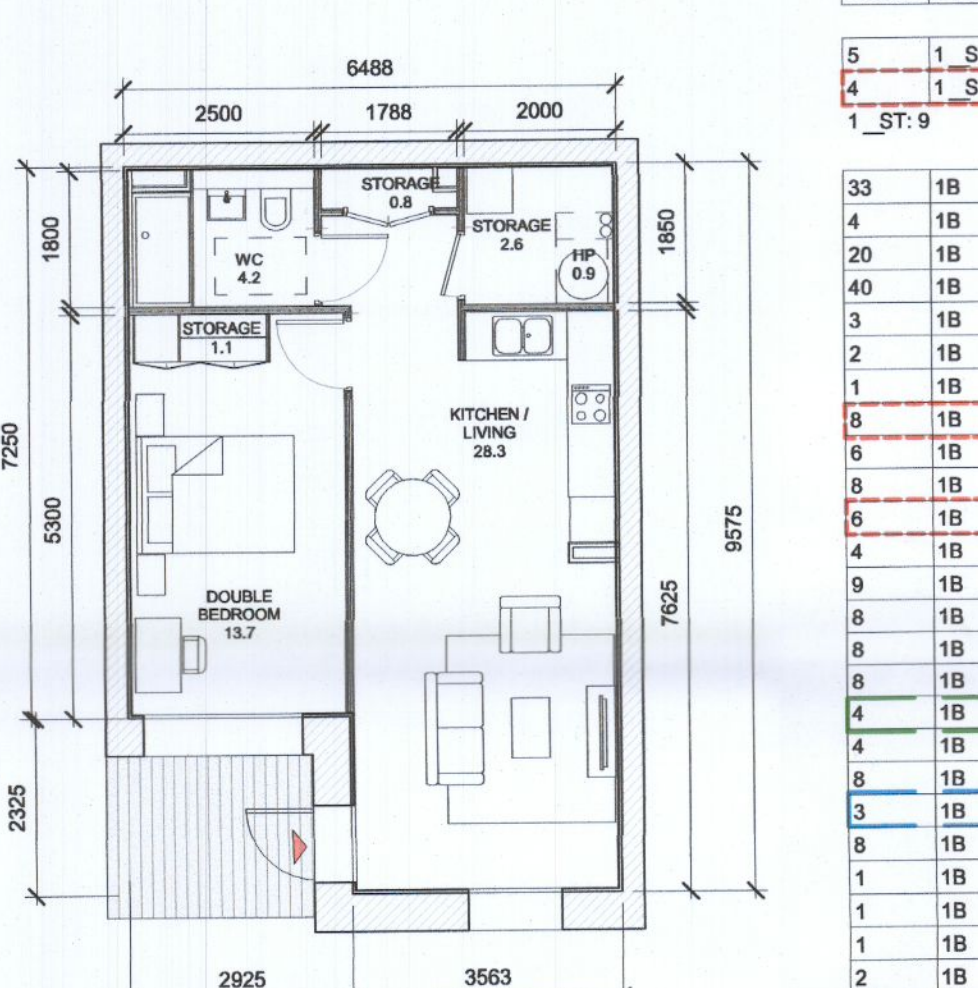 6488
2500
1788
2000
1800
STORAGE
0.8
STORAGE
2.6
1850
WC
4.2
HP
0.9
STORAGE
1.1
7250
5300
KITCHEN /
LIVING
28.3
9575
7625
DOUBLE
BEDROOM
13.7
2325
2925
3563
5 1_S
4 1_S
1_ST: 9
33 1B
4 1B
20 1B
40 1B
3 1B
2 1B
1 1B
8 1B
6 1B
8 1B
6 1B
4 1B
9 1B
8 1B
8 1B
8 1B
4 1B
4 1B
8 1B
3 1B
8 1B
1 1B
1 1B
1 1B
2 1B